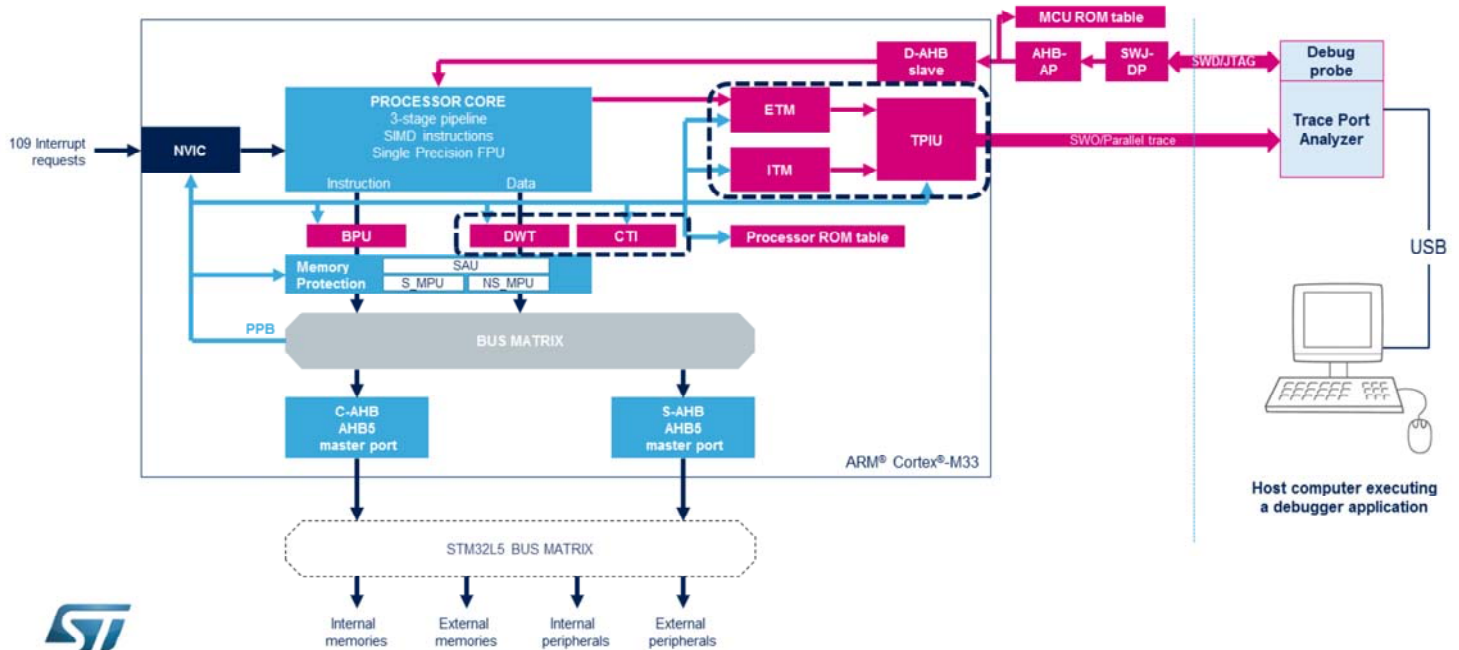 MCU ROM table
D-AHB
slave
AHB-
AP
SWJ-
DP
SWD/JTAG
Debug
probe
PROCESSOR CORE
3-stage pipeline
SIMD instructions
Single Precision FPU
Instruction
Data
ETM
ITM
TPIU
SWO/Parallel trace
Trace Port
Analyzer
109 Interrupt
requests
NVIC
BPU
DWT
CTI
Processor ROM table
USB
Memory
Protection
SAU
S_MPU
NS_MPU
PPB
BUS MATRIX
C-AHB
AHB5
master port
S-AHB
AHB5
master port
ARM® Cortex®-M33
Host computer executing
a debugger application
STM32L5 BUS MATRIX
Internal
memories
External
memories
Internal
peripherals
External
peripherals
ST